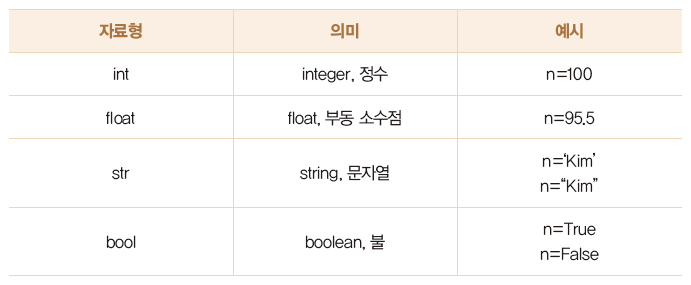 자료형 의미 예시
int integer, 정수 n=100
float float, 부동 소수점 n=95.5
str string, 문자열 n=‘Kim’
n=“Kim”
bool boolean, 불 n=True
n=False